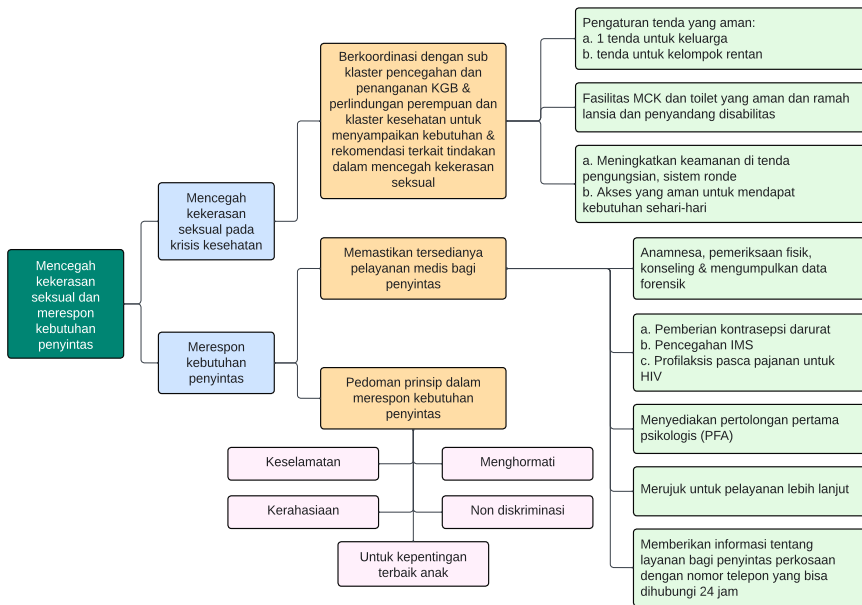 Mencegah
kekerasan
seksual dan
merespon
kebutuhan
penyintas
Mencegah
kekerasan
seksual pada
krisis kesehatan
Merespon
kebutuhan
penyintas
Berkoordinasi dengan sub
klaster pencegahan dan
penanganan KGB &
perlindungan perempuan dan
klaster kesehatan untuk
menyampaikan kebutuhan &
rekomendasi terkait tindakan
dalam mencegah kekerasan
seksual
Memastikan tersedianya
pelayanan medis bagi
penyintas
Pedoman prinsip dalam
merespon kebutuhan
penyintas
Keselamatan
Menghormati
Kerahasiaan
Non diskriminasi
Untuk kepentingan
terbaik anak
Pengaturan tenda yang aman:
a. 1 tenda untuk keluarga
b. tenda untuk kelompok rentan
Fasilitas MCK dan toilet yang aman dan ramah
lansia dan penyandang disabilitas
a. Meningkatkan keamanan di tenda
pengungsian, sistem ronde
b. Akses yang aman untuk mendapat
kebutuhan sehari-hari
Anamnesa, pemeriksaan fisik,
konseling & mengumpulkan data
forensik
a. Pemberian kontrasepsi darurat
b. Pencegahan IMS
c. Profilaksis pasca pajanan untuk
HIV
Menyediakan pertolongan pertama
psikologis (PFA)
Merujuk untuk pelayanan lebih lanjut
Memberikan informasi tentang
layanan bagi penyintas perkosaan
dengan nomor telepon yang bisa
dihubungi 24 jam